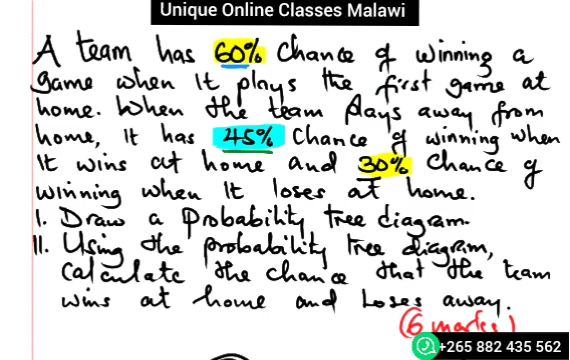 Unique Online Classes Malawi
A team has 60% chance of winning a
game when it plays the first game at
home. When the team plays away from
home, it has 45% chance of winning when
it wins at home and 30% chance of
winning when it loses at home.
I. Draw a probability tree diagram.
II. Using the probability tree diagram,
calculate the chance that the team
wins at home and loses away.
(6 marks)
+265 882 435 562